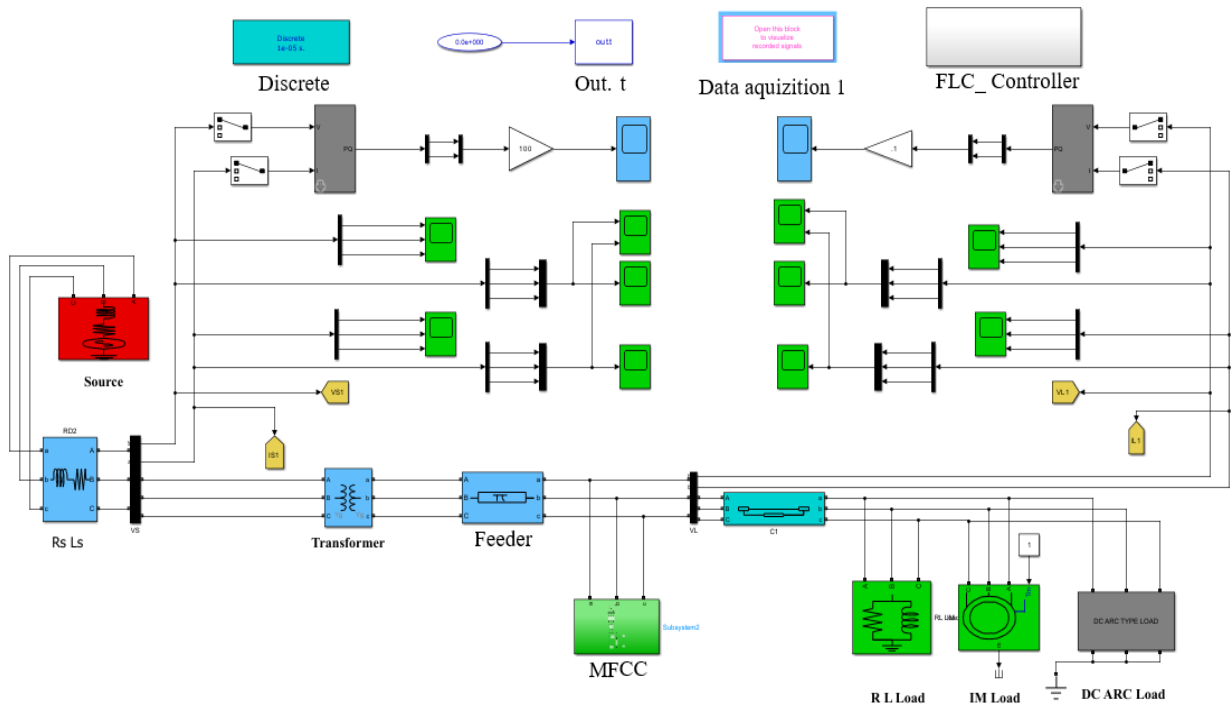 Discrete
1e-05 s.
Discrete
0.0e+000
outt
Out. t
Open this block
to visualize
recorded signals
Data aquizition 1
FLC_ Controller
V
I
PQ
100
.1
V
I
PQ
C
B
A
Source
VS1
IS1
VL1
IL1
RD2
a
b
c
A
B
C
Rs Ls
VS
A
B
C
a
b
c
Transformer
A
B
C
a
b
c
Feeder
VL
A
B
C
a
b
c
C1
Subsystem2
MFCC
A
B
C
R L Load
C
B
A
Tm
m
1
IM Load
DC ARC TYPE LOAD
DC ARC Load